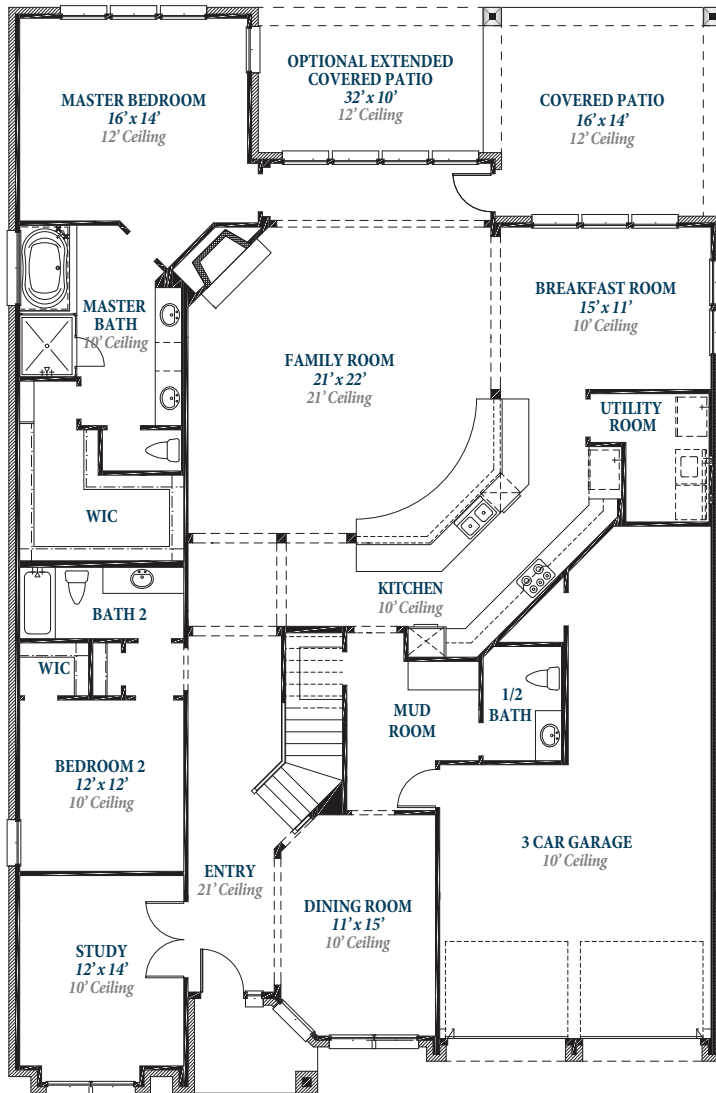 MASTER BEDROOM
16' x 14'
12' Ceiling
OPTIONAL EXTENDED
COVERED PATIO
32' x 10'
12' Ceiling
COVERED PATIO
16' x 14'
12' Ceiling
MASTER
BATH
10' Ceiling
FAMILY ROOM
21' x 22'
21' Ceiling
BREAKFAST ROOM
15' x 11'
10' Ceiling
UTILITY
ROOM
WIC
KITCHEN
10' Ceiling
BATH 2
WIC
MUD
ROOM
1/2
BATH
BEDROOM 2
12' x 12'
10' Ceiling
ENTRY
21' Ceiling
3 CAR GARAGE
10' Ceiling
DINING ROOM
11' x 15'
10' Ceiling
STUDY
12' x 14'
10' Ceiling